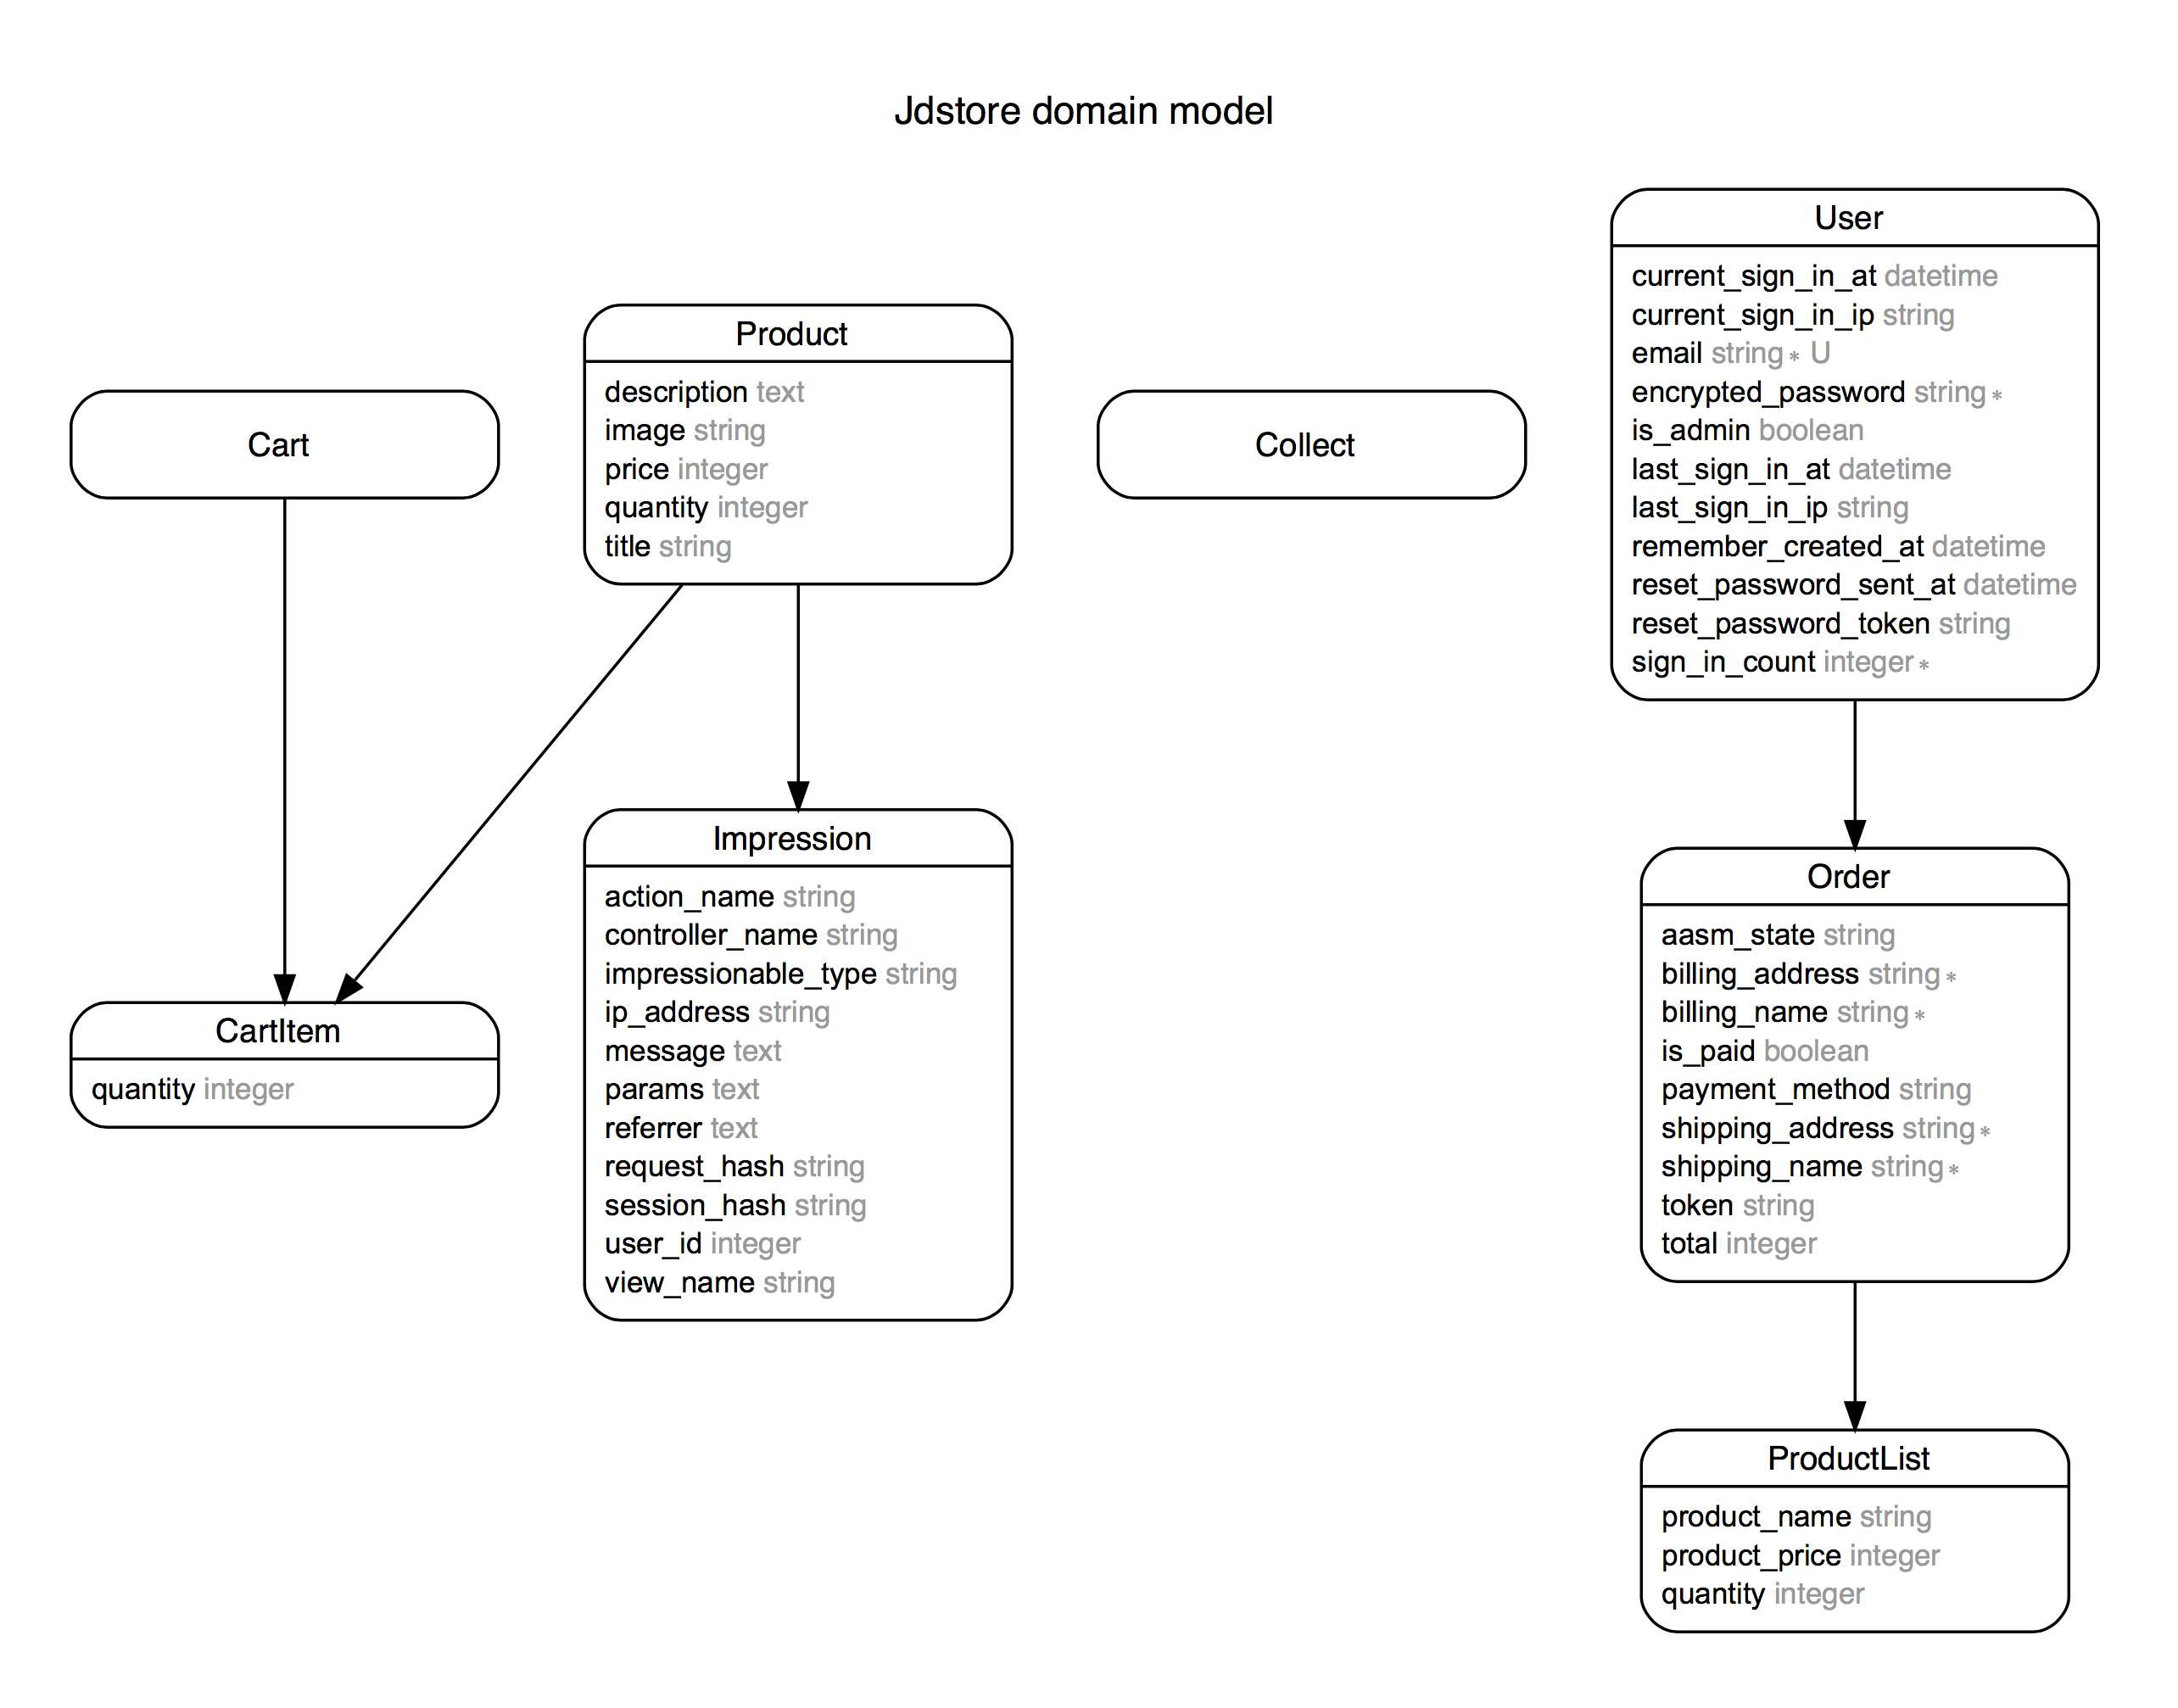 Jdstore domain model
Cart
CartItem
quantity integer
Product
description text
image string
price integer
quantity integer
title string
Impression
action_name string
controller_name string
impressionable_type string
ip_address string
message text
params text
referrer text
request_hash string
session_hash string
user_id integer
view_name string
Collect
User
current_sign_in_at datetime
current_sign_in_ip string
email string∗ U
encrypted_password string∗
is_admin boolean
last_sign_in_at datetime
last_sign_in_ip string
remember_created_at datetime
reset_password_sent_at datetime
reset_password_token string
sign_in_count integer∗
Order
aasm_state string
billing_address string∗
billing_name string∗
is_paid boolean
payment_method string
shipping_address string∗
shipping_name string∗
token string
total integer
ProductList
product_name string
product_price integer
quantity integer